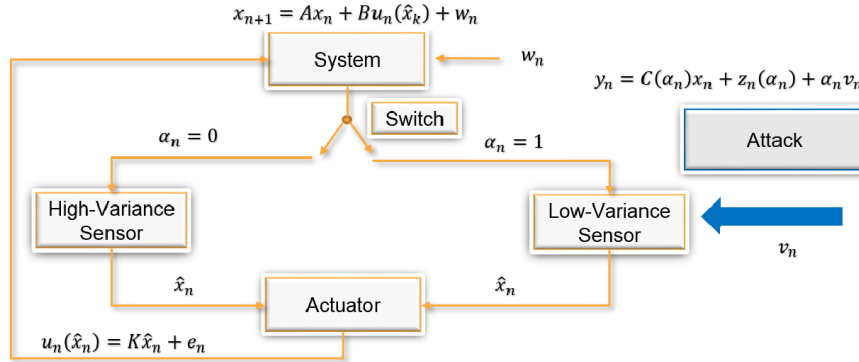 xₙ₊₁ = Axₙ + Buₙ(x̂ₖ) + wₙ
System
wₙ
yₙ = C(αₙ)xₙ + zₙ(αₙ) + αₙvₙ
Switch
αₙ = 0
αₙ = 1
Attack
High-Variance
Sensor
Low-Variance
Sensor
vₙ
x̂ₙ
x̂ₙ
Actuator
uₙ(x̂ₙ) = Kx̂ₙ + eₙ